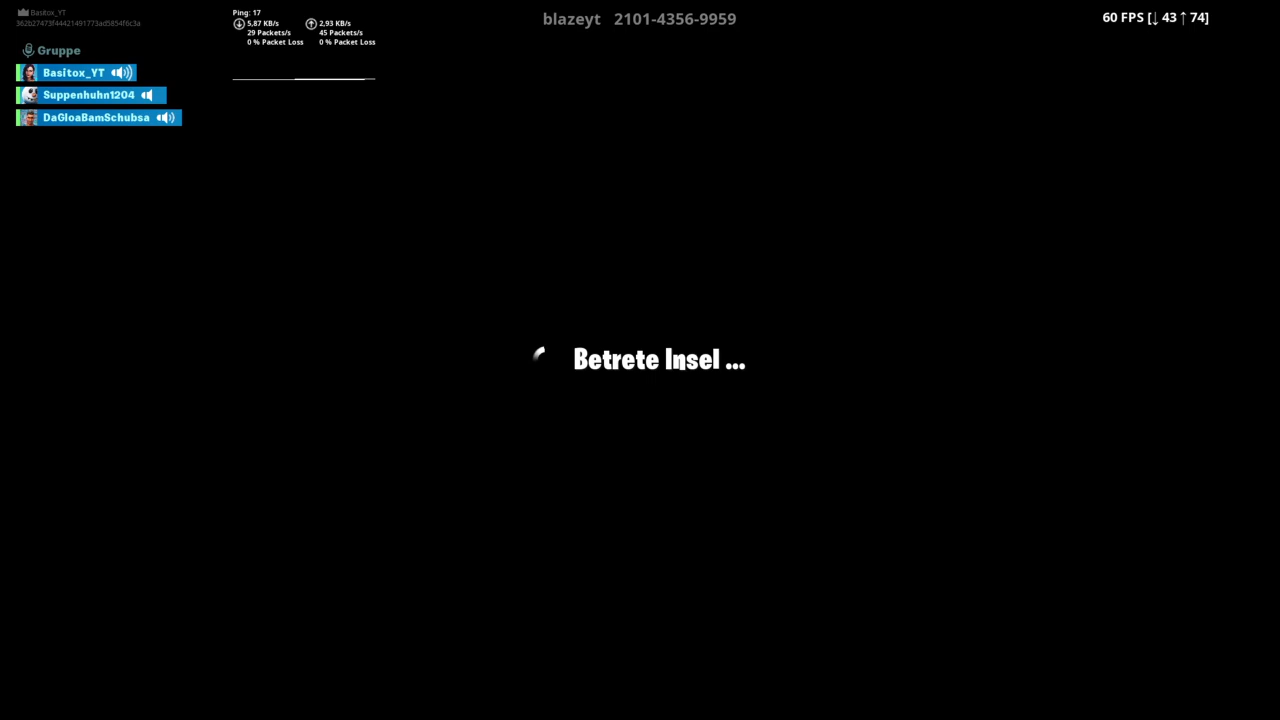 Basitox_YT
362b27473f44421491773ad5854f6c3a
Gruppe
Basitox_YT
Suppenhuhn1204
DaGloaBamSchubsa
Ping: 17
5,87 KB/s 2,93 KB/s
29 Packets/s 45 Packets/s
0 % Packet Loss 0 % Packet Loss
blazeyt 2101-4356-9959
60 FPS [↓ 43 ↑ 74]
Betrete Insel ...